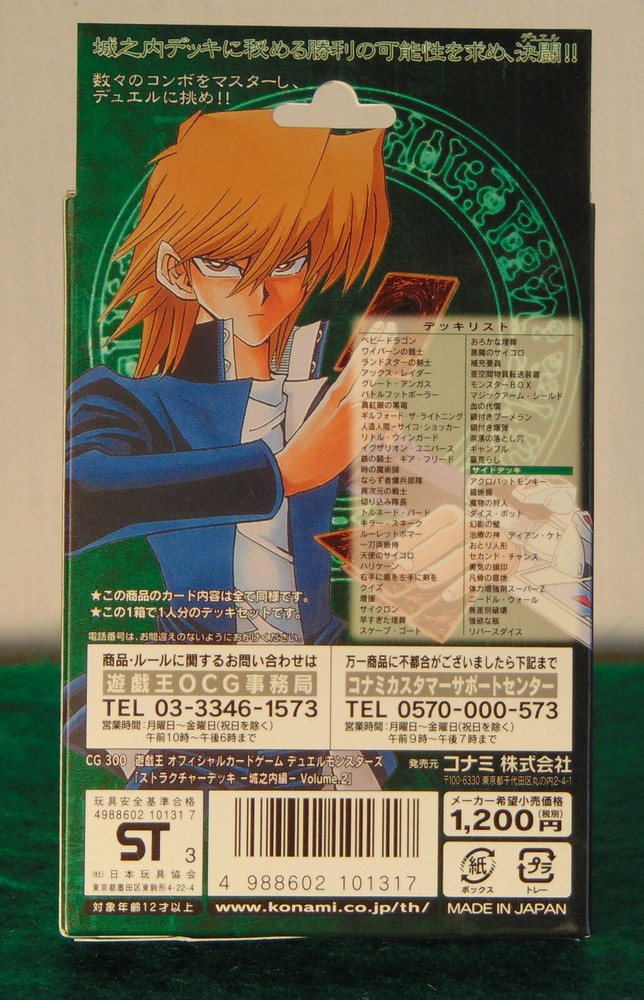 城之内デッキに秘める勝利の可能性を求め、決闘!!
デュエル
数々のコンボをマスターし、
デュエルに挑め!!
デッキリスト
ベビードラゴン
ワイバーンの戦士
ランドスターの剣士
アックス・レイダー
グレート・アンガス
バトルフットボーラー
真紅眼の黒竜
ギルフォード・ザ・ライトニング
人造人間-サイコ・ショッカー
リトル・ウィンガード
イグザリオン・ユニバース
鉄の騎士 ギア・フリード
時の魔術師
ならず者傭兵部隊
異次元の戦士
切り込み隊長
トルネード・バード
キラー・スネーク
ルーレットボマー
一刀両断侍
天使のサイコロ
ハリケーン
右手に盾を左手に剣を
クイズ
増援
サイクロン
早すぎた埋葬
スケープ・ゴート
おろかな埋葬
悪魔のサイコロ
補充要員
亜空間物質転送装置
モンスターBOX
マジックアーム・シールド
血の代償
鎖付きブーメラン
鎖付き爆弾
奈落の落とし穴
ギャンブル
墓荒らし
サイドデッキ
アクロバットモンキー
鎧蜥蜴
魔物の狩人
ダイス・ポット
幻影の壁
治療の神 ディアン・ケト
おとり人形
セカンド・チャンス
勇気の旗印
凡骨の意地
体力増強剤スーパーZ
ニードル・ウォール
無差別破壊
強欲な瓶
リバースダイス
★この商品のカード内容は全て同様です。
★この1箱で1人分のデッキセットです。
電話番号は、お間違えのないようにおかけください。
商品・ルールに関するお問い合わせは
遊戯王OCG事務局
TEL 03-3346-1573
営業時間:月曜日〜金曜日(祝日を除く)
午前10時〜午後6時まで
万一商品に不都合がございましたら下記まで
コナミカスタマーサポートセンター
TEL 0570-000-573
営業時間:月曜日〜金曜日(祝日を除く)
午前9時〜午後7時まで
CG 300 遊戯王 オフィシャルカードゲーム デュエルモンスターズ
「ストラクチャーデッキ -城之内編- Volume.2」
発売元 コナミ 株式会社
〒100-6330 東京都千代田区丸の内2-4-1
玩具安全基準合格
4988602 10131 7
ST 3
(社)日本玩具協会
東京都墨田区東駒形4-22-4
対象年齢12才以上
4 988602 101317
www.konami.co.jp/th/
メーカー希望小売価格
1,200円(税別)
紙
ボックス
プラ
トレー
MADE IN JAPAN